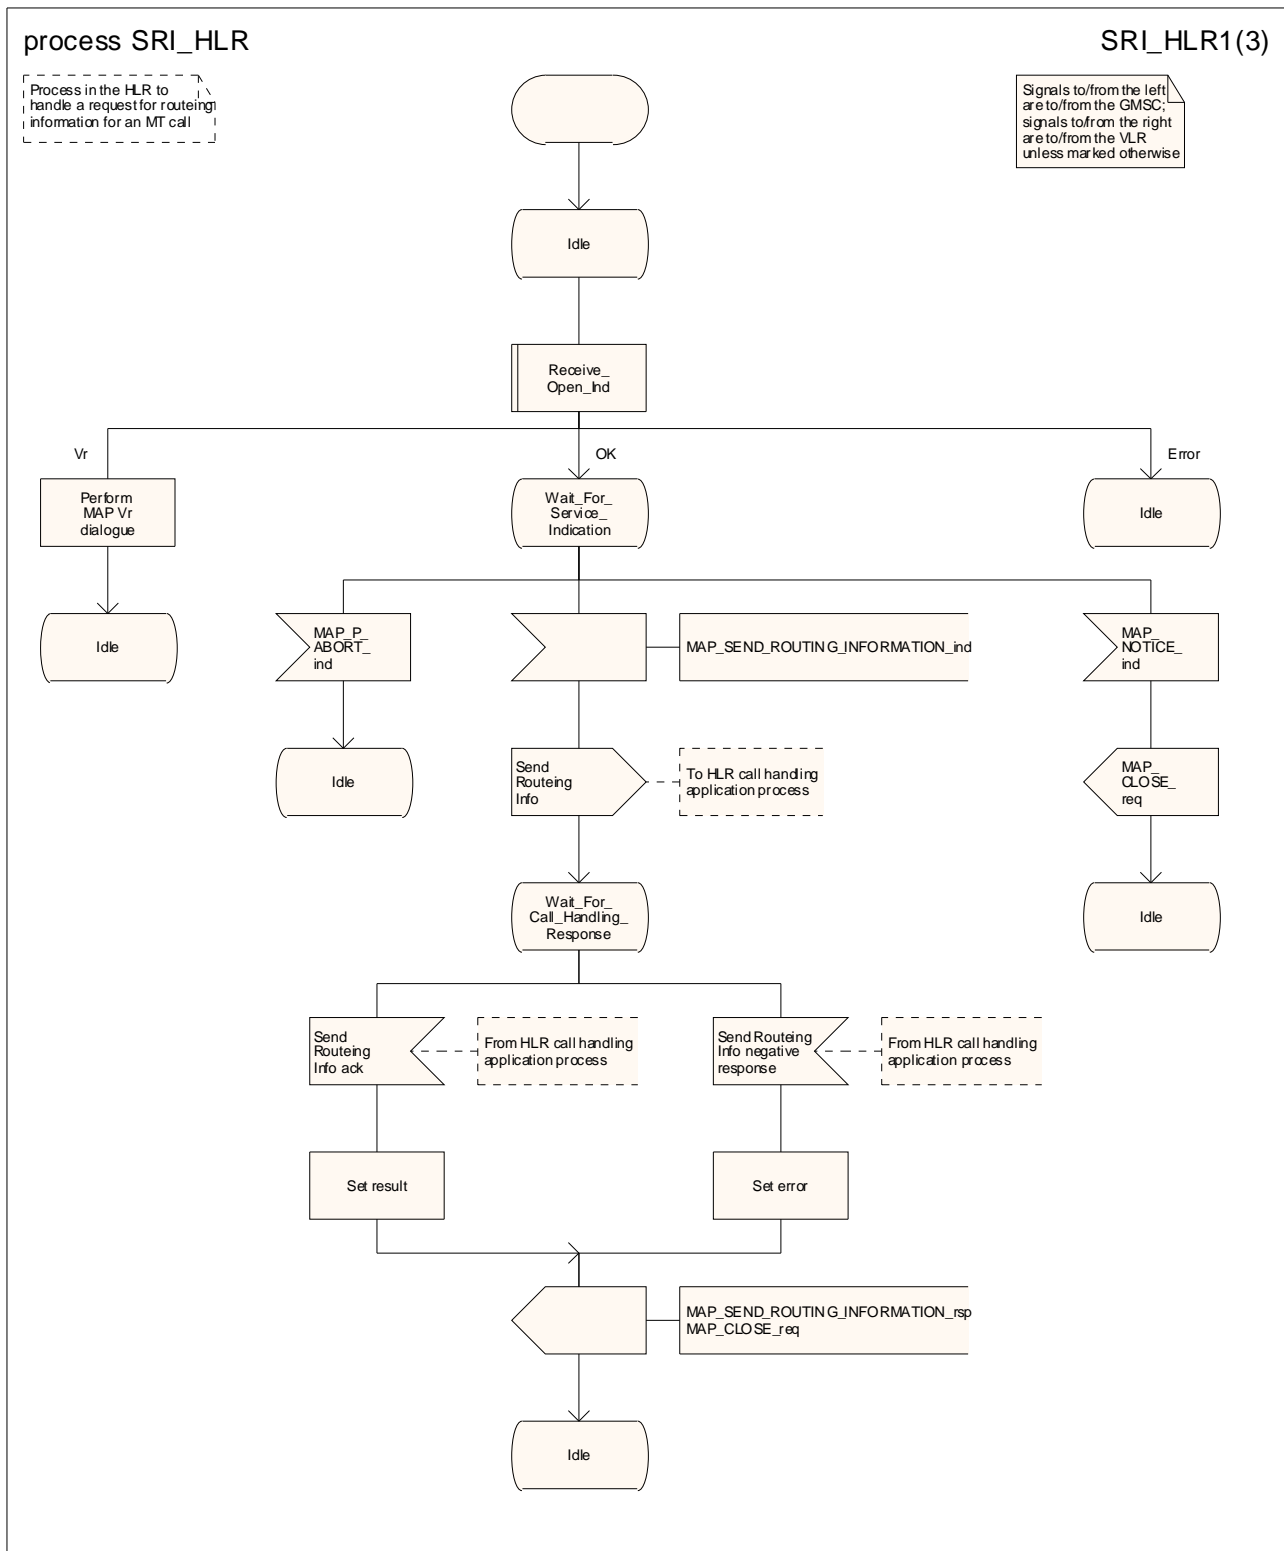 process SRI_HLR
SRI_HLR1(3)
Process in the HLR to
handle a request for routeing
information for an MT call
Signals to/from the left
are to/from the GMSC;
signals to/from the right
are to/from the VLR
unless marked otherwise
Idle
Receive_
Open_Ind
Vr
OK
Error
Perform
MAP Vr
dialogue
Wait_For_
Service_
Indication
Idle
Idle
MAP_P_
ABORT_
ind
MAP_SEND_ROUTING_INFORMATION_ind
MAP_
NOTICE_
ind
Idle
Send
Routeing
Info
To HLR call handling
application process
MAP_
CLOSE_
req
Wait_For_
Call_Handling_
Response
Idle
Send
Routeing
Info ack
From HLR call handling
application process
Send Routeing
Info negative
response
From HLR call handling
application process
Set result
Set error
MAP_SEND_ROUTING_INFORMATION_rsp
MAP_CLOSE_req
Idle